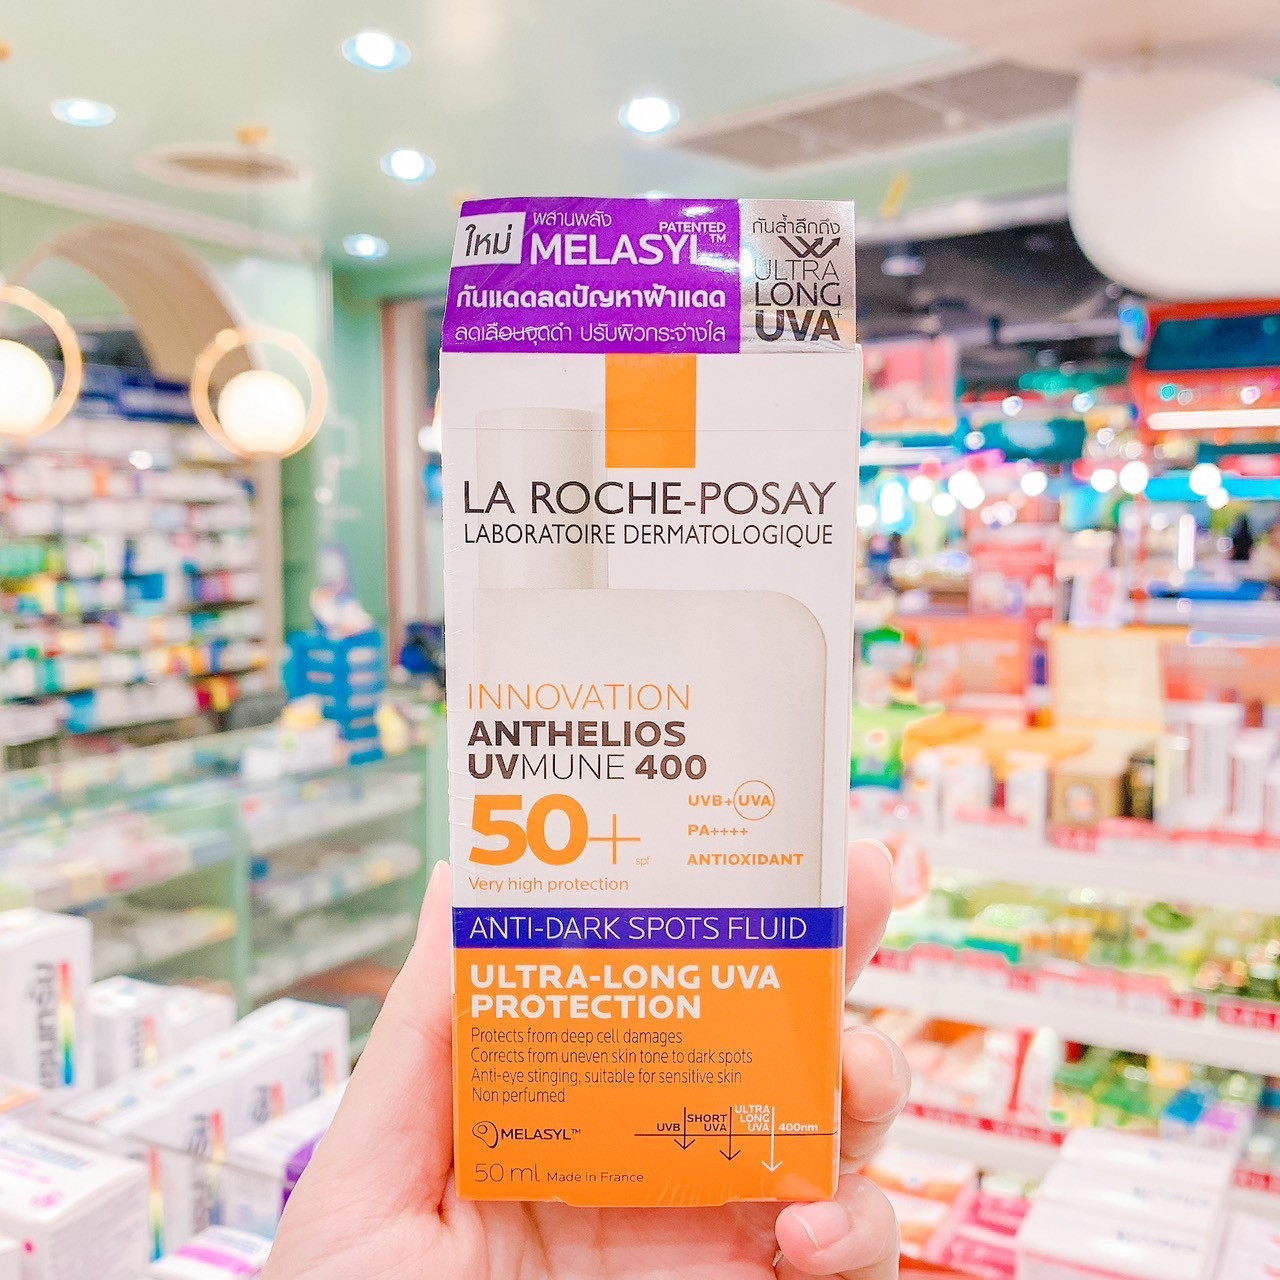 ใหม่
ผสานพลัง
PATENTED
MELASYL™
กันแดดลดปัญหาฝ้าแดด
ลดเลือนจุดดำ ปรับผิวกระจ่างใส
กันล้ำลึกถึง
ULTRA
LONG
UVA+
LA ROCHE-POSAY
LABORATOIRE DERMATOLOGIQUE
INNOVATION
ANTHELIOS
UVMUNE 400
50+ spf
Very high protection
UVB+UVA
PA++++
ANTIOXIDANT
ANTI-DARK SPOTS FLUID
ULTRA-LONG UVA
PROTECTION
Protects from deep cell damages
Corrects from uneven skin tone to dark spots
Anti-eye stinging, suitable for sensitive skin
Non perfumed
MELASYL™
UVB
SHORT
UVA
ULTRA
LONG
UVA
400nm
50 ml Made in France